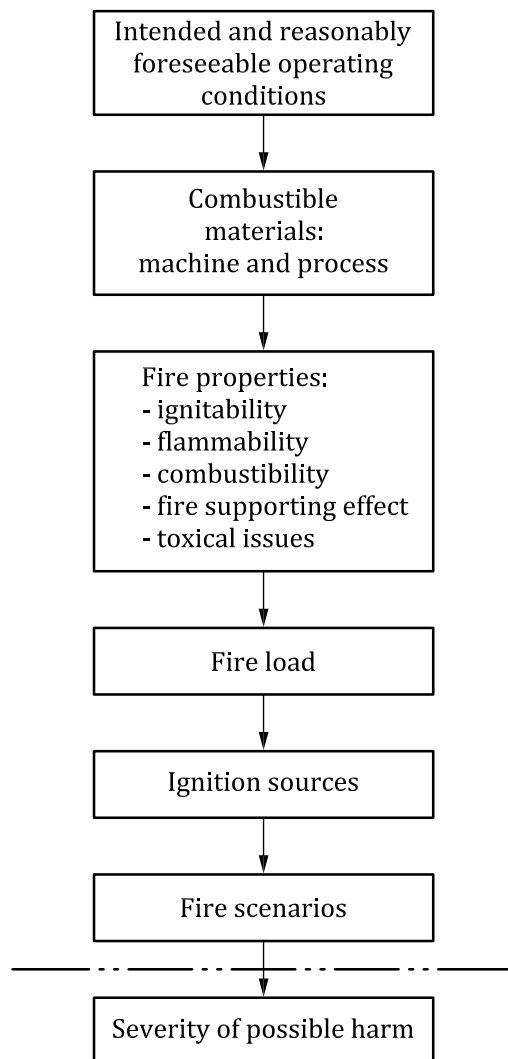 Intended and reasonably
foreseeable operating
conditions
Combustible
materials:
machine and process
Fire properties:
- ignitability
- flammability
- combustibility
- fire supporting effect
- toxical issues
Fire load
Ignition sources
Fire scenarios
Severity of possible harm